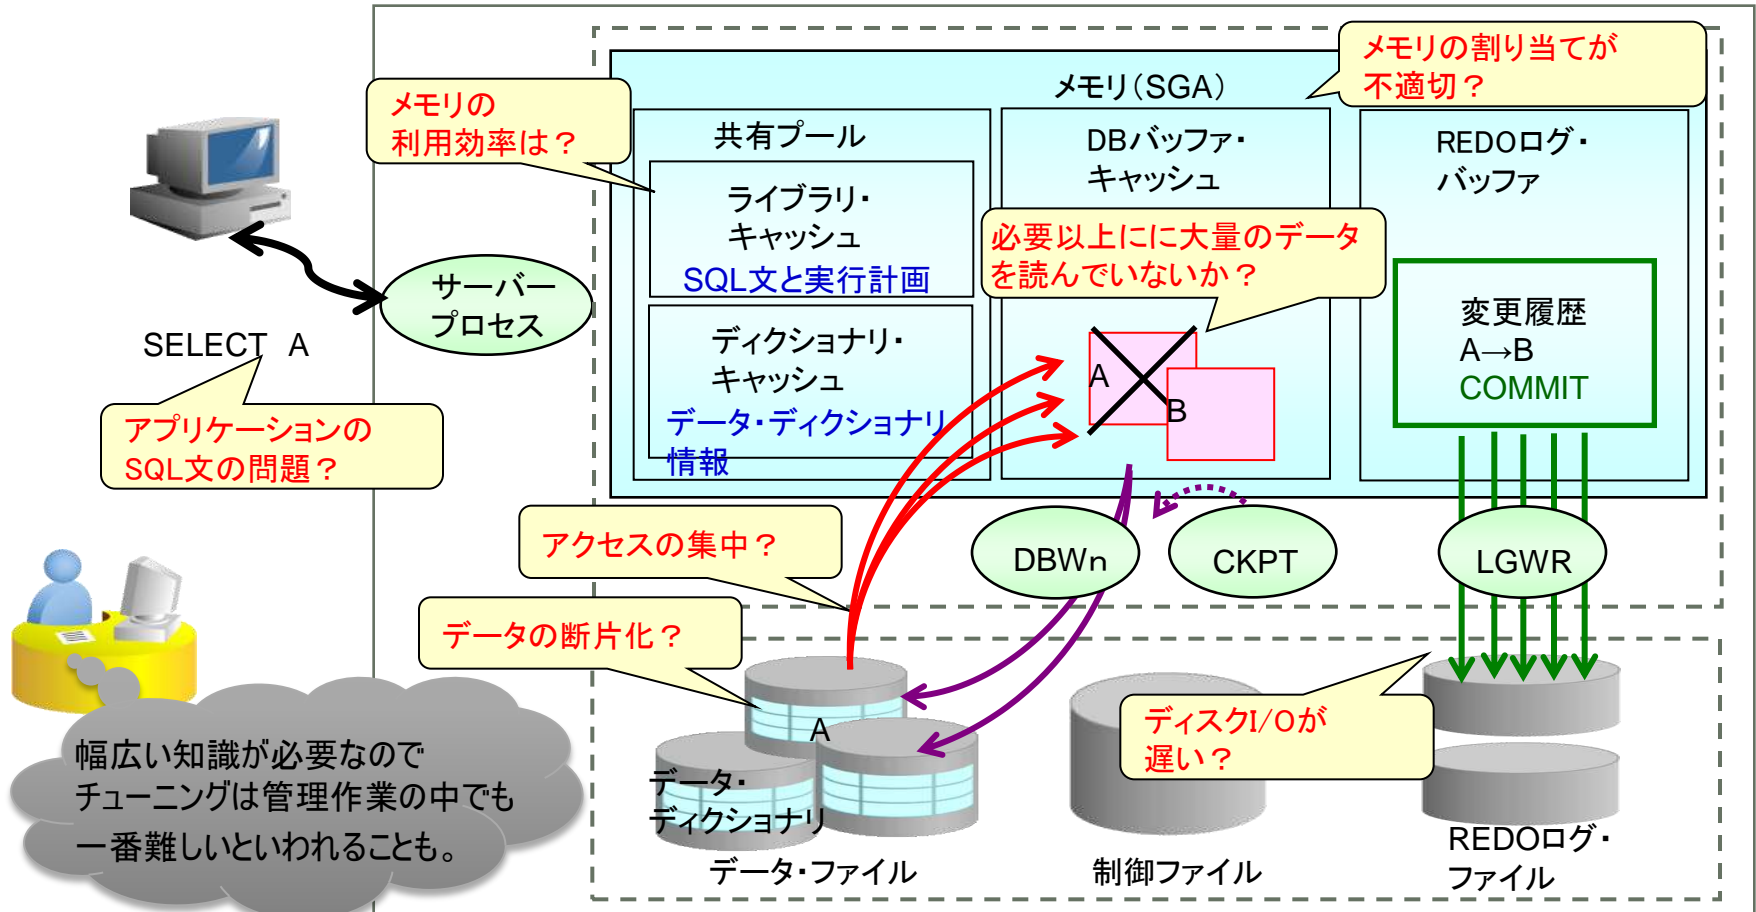 メモリの割り当てが
不適切？
メモリ（SGA）
メモリの
利用効率は？
共有プール
DBバッファ・
キャッシュ
REDOログ・
バッファ
ライブラリ・
キャッシュ
SQL文と実行計画
必要以上にに大量のデータ
を読んでいないか？
サーバー
プロセス
SELECT A
ディクショナリ・
キャッシュ
データ・ディクショナリ
情報
A
B
変更履歴
A→B
COMMIT
アプリケーションの
SQL文の問題？
アクセスの集中？
DBWn
CKPT
LGWR
データの断片化？
ディスクI/Oが
遅い？
A
データ・
ディクショナリ
データ・ファイル
制御ファイル
REDOログ・
ファイル
幅広い知識が必要なので
チューニングは管理作業の中でも
一番難しいといわれることも。